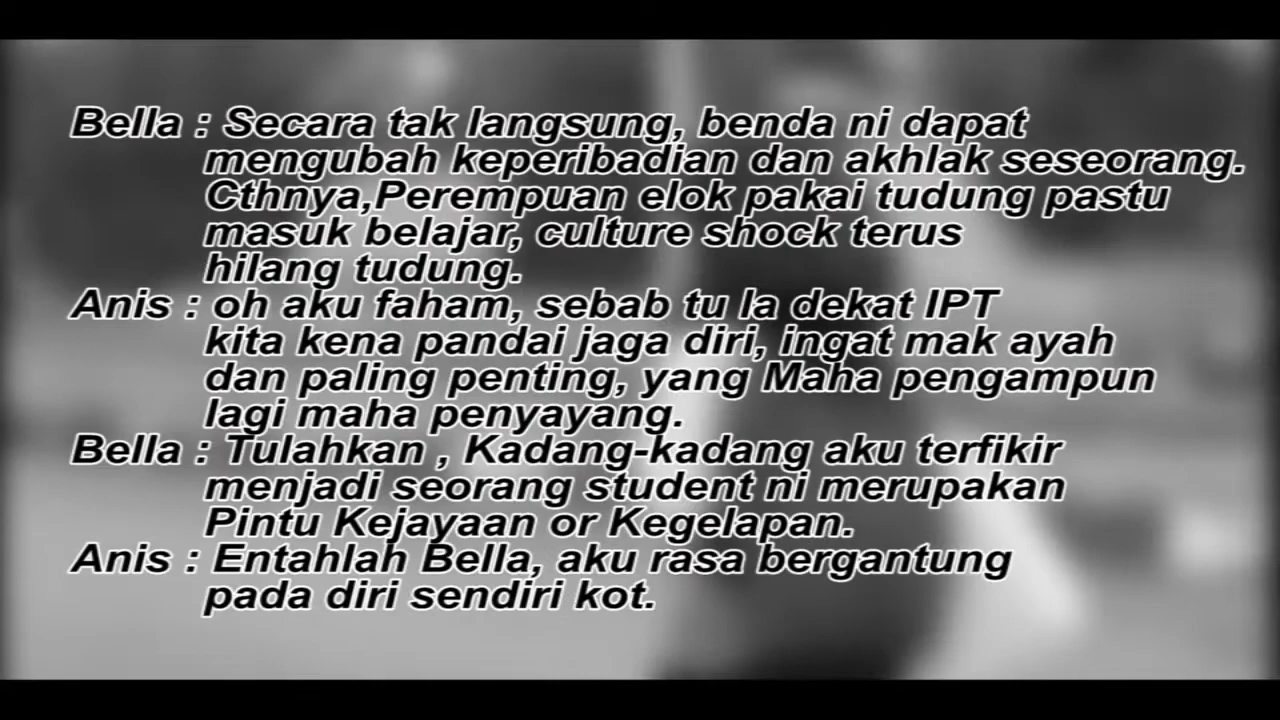 Bella : Secara tak langsung, benda ni dapat
mengubah keperibadian dan akhlak seseorang.
Cthnya,Perempuan elok pakai tudung pastu
masuk belajar, culture shock terus
hilang tudung.
Anis : oh aku faham, sebab tu la dekat IPT
kita kena pandai jaga diri, ingat mak ayah
dan paling penting, yang Maha pengampun
lagi maha penyayang.
Bella : Tulahkan , Kadang-kadang aku terfikir
menjadi seorang student ni merupakan
Pintu Kejayaan or Kegelapan.
Anis : Entahlah Bella, aku rasa bergantung
pada diri sendiri kot.